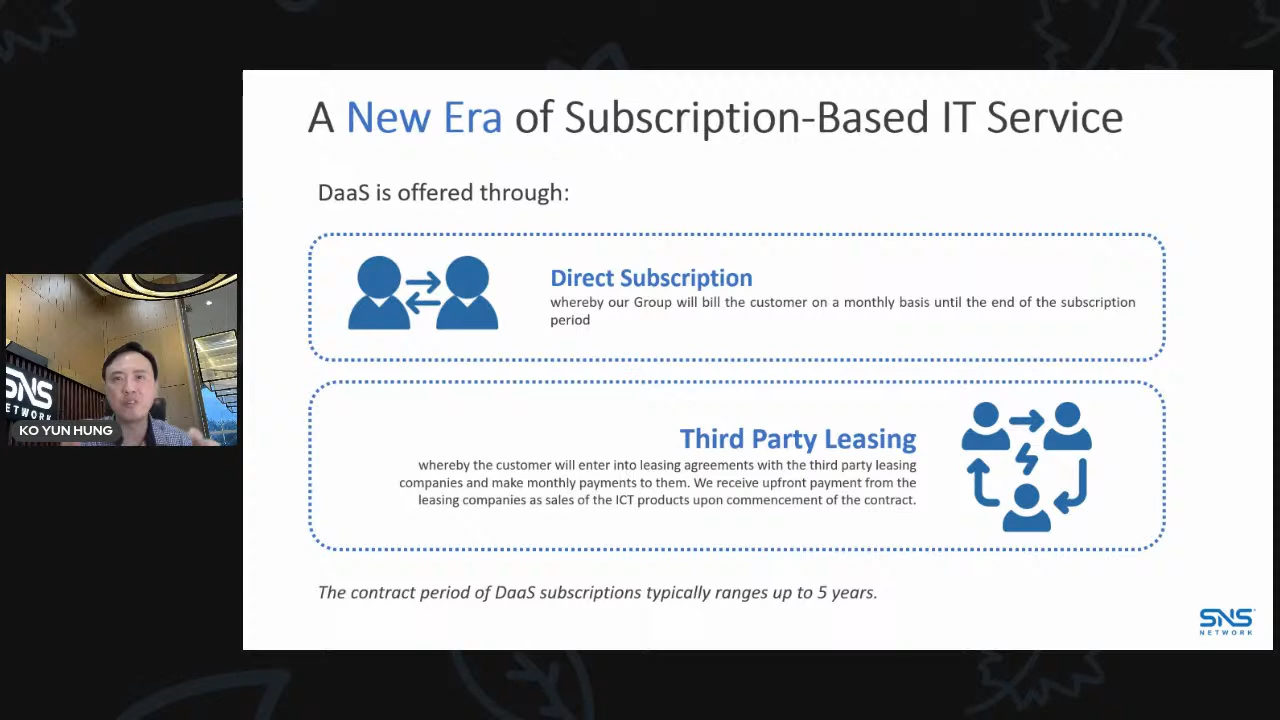 A New Era of Subscription-Based IT Service
DaaS is offered through:
Direct Subscription
whereby our Group will bill the customer on a monthly basis until the end of the subscription
period
Third Party Leasing
whereby the customer will enter into leasing agreements with the third party leasing
companies and make monthly payments to them. We receive upfront payment from the
leasing companies as sales of the ICT products upon commencement of the contract.
The contract period of DaaS subscriptions typically ranges up to 5 years.
SNS
NETWORK
SNS
NETWORK
KO YUN HUNG